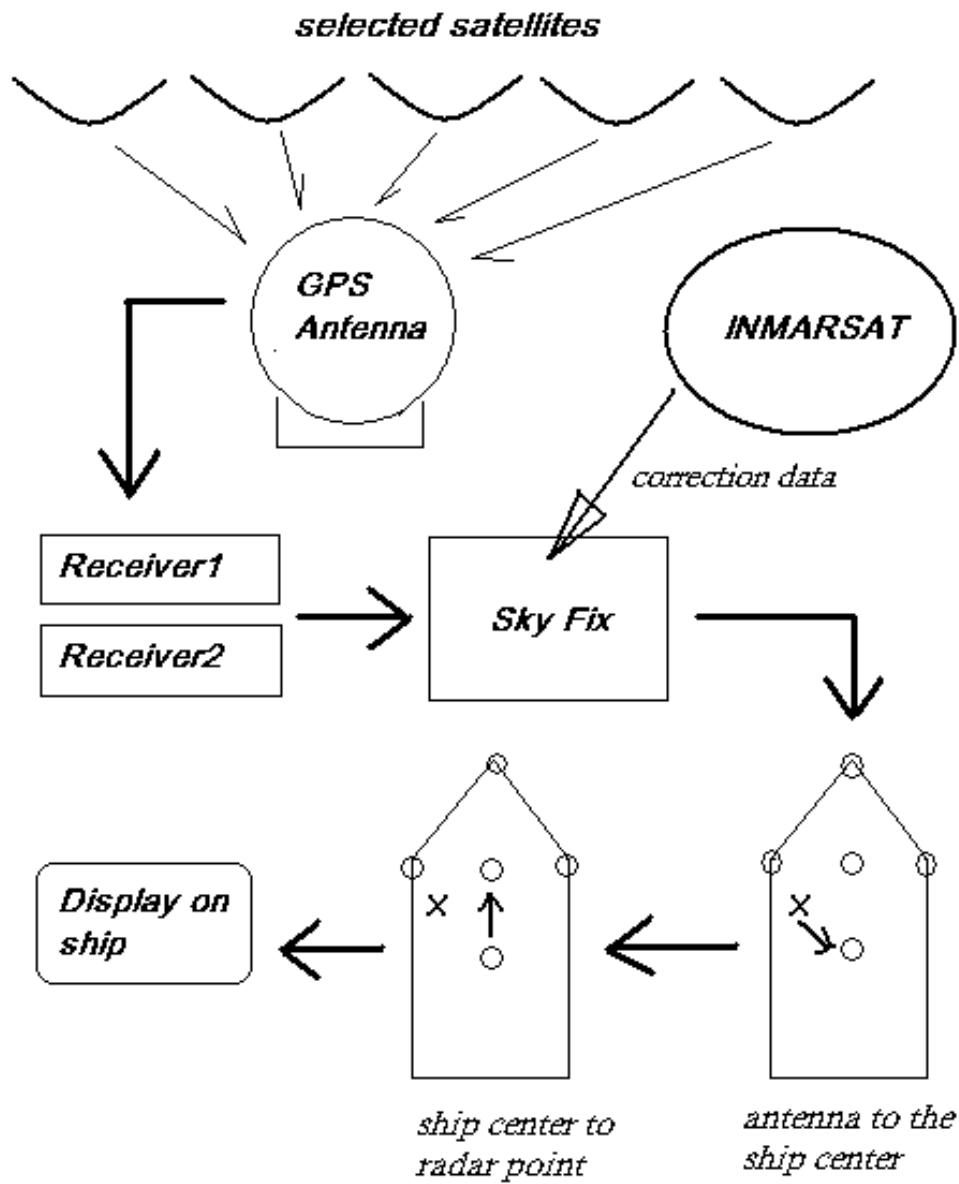 selected satellites
GPS
Antenna
INMARSAT
correction data
Receiver1
Receiver2
Sky Fix
Display on
ship
X
X
ship center to
radar point
antenna to the
ship center